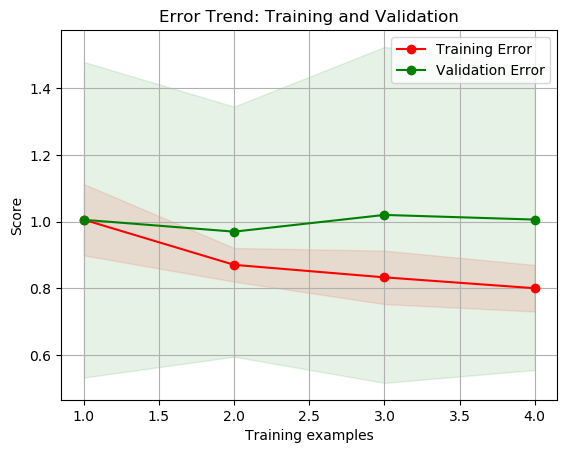 Error Trend: Training and Validation
Training Error
Validation Error
Score
1.4
1.2
1.0
0.8
0.6
1.0 1.5 2.0 2.5 3.0 3.5 4.0
Training examples